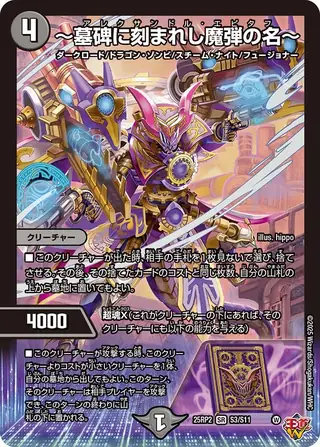 4
アレクサンドル・エピタフ
～墓碑に刻まれし魔弾の名～
ダークロード/ドラゴン・ゾンビ/スチーム・ナイト/フュージョナー
illus. hippo
クリーチャー
■このクリーチャーが出た時、相手の手札を1枚見ないで選び、捨て
させる。その後、その捨てたカードのコストと同じ枚数、自分の山札
の上から墓地に置いてもよい。
4000
■超魂X(これがクリーチャーの下にあれば、その
クリーチャーにも以下の能力を与える)
■このクリーチャーが攻撃する時、このクリー
チャーよりコストが小さいクリーチャーを1体、
自分の墓地から出してもよい。このターン、
そのクリーチャーは相手プレイヤーを攻撃で
き、次のターンの終わりに山
札の下に置かれる。
1
25RP2 SR S3/S11
W
©2025 Wizards/Shogakukan/WHC